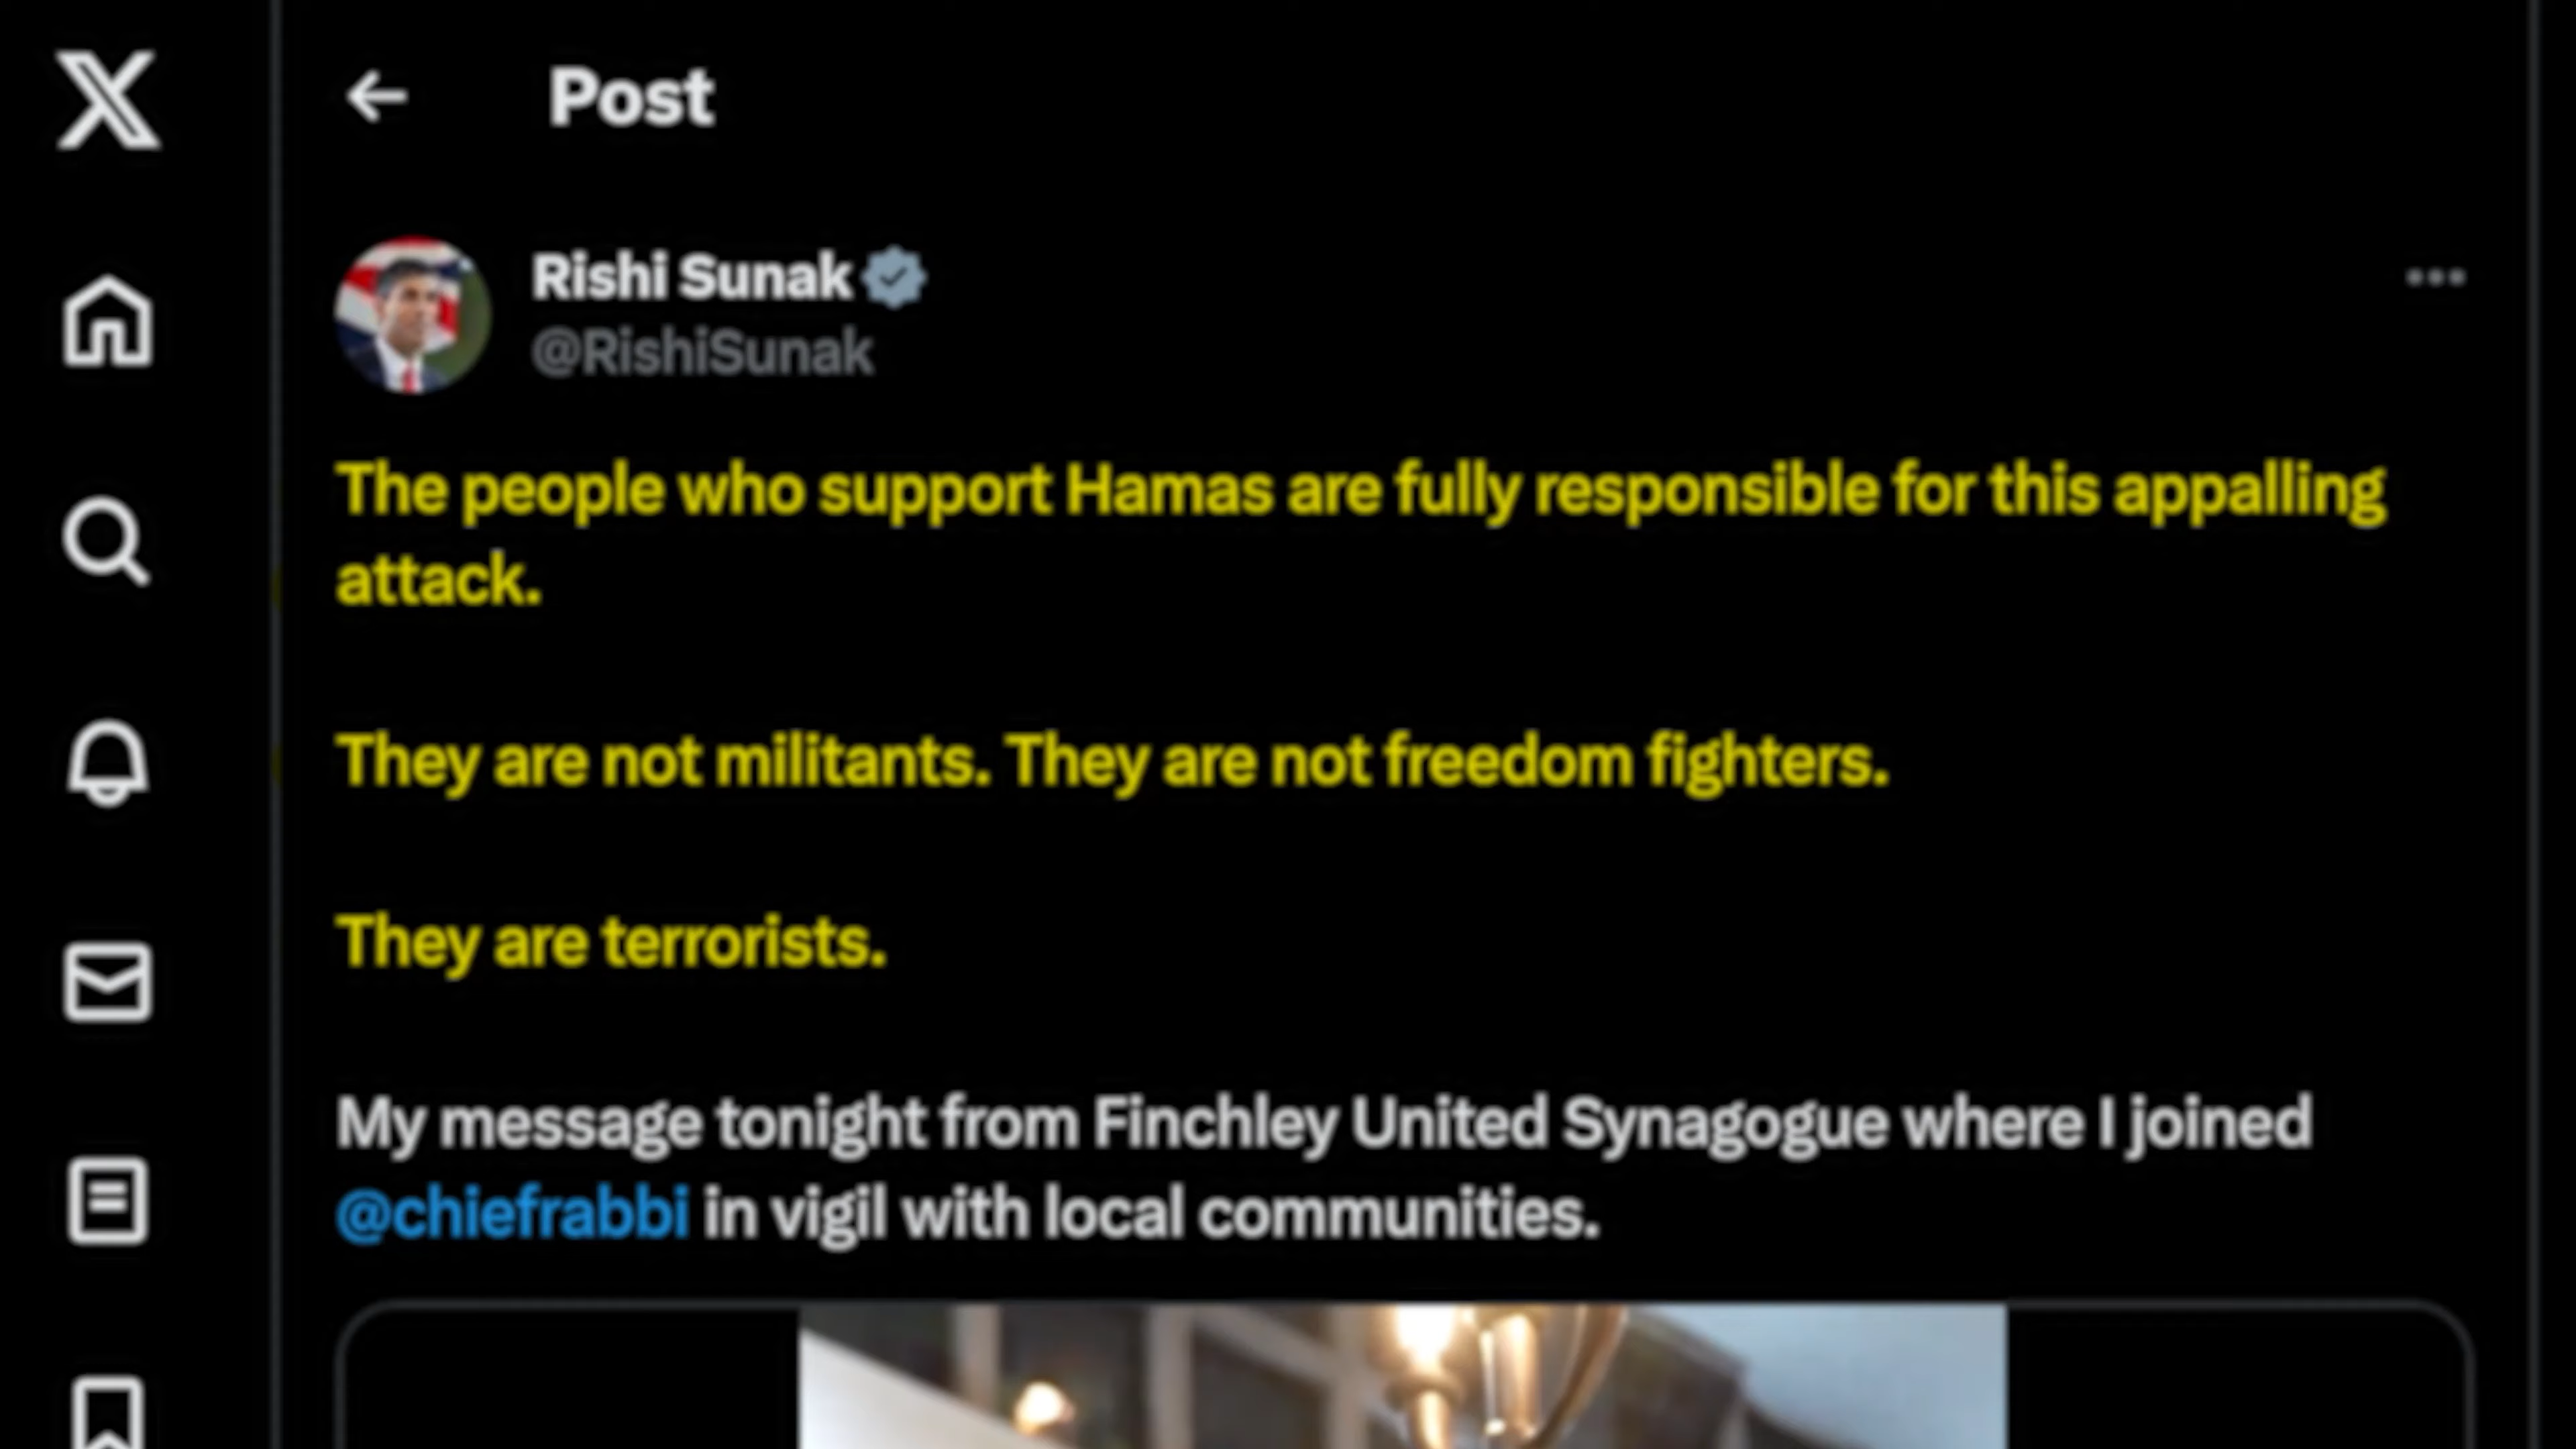 Post
Rishi Sunak
@RishiSunak
The people who support Hamas are fully responsible for this appalling
attack.
They are not militants. They are not freedom fighters.
They are terrorists.
My message tonight from Finchley United Synagogue where I joined
@chiefrabbi in vigil with local communities.